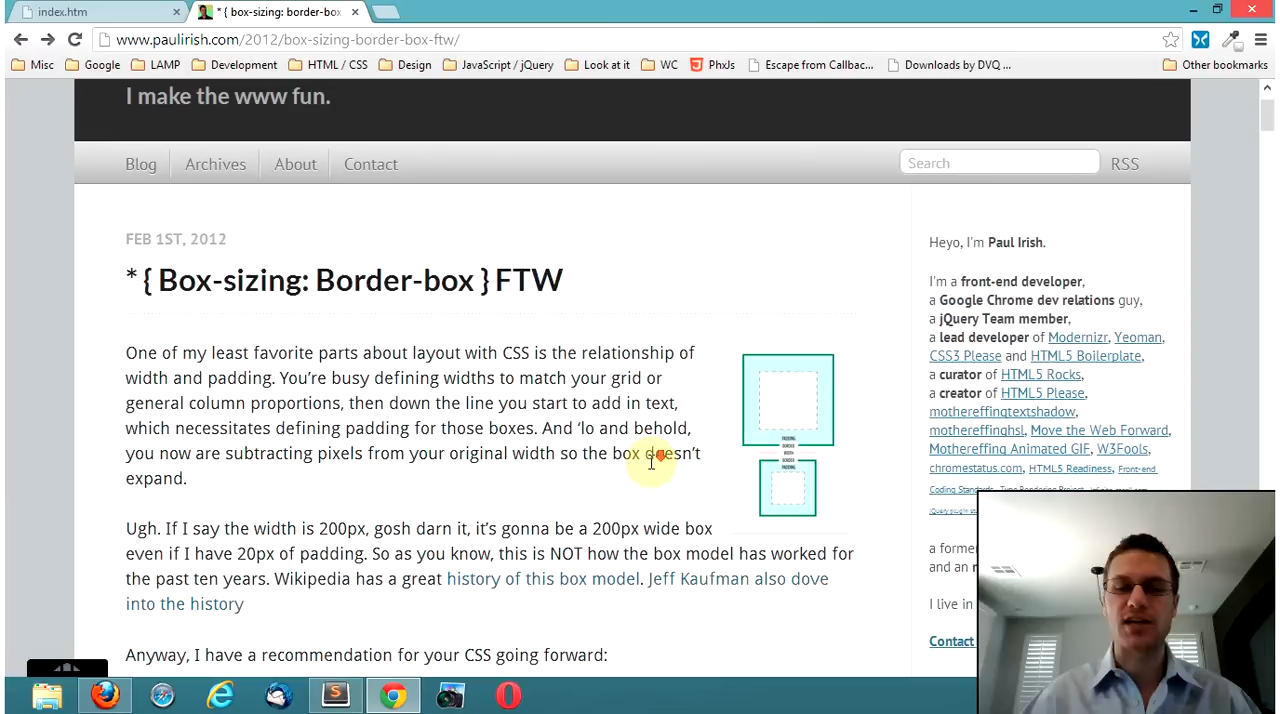 index.htm
* { box-sizing: border-box
www.paulirish.com/2012/box-sizing-border-box-ftw/
Misc Google LAMP Development HTML / CSS Design JavaScript / jQuery Look at it WC PhxJs Escape from Callbac... Downloads by DVQ ... Other bookmarks
I make the www fun.
Blog Archives About Contact Search RSS
FEB 1ST, 2012
* { Box-sizing: Border-box } FTW
One of my least favorite parts about layout with CSS is the relationship of
width and padding. You're busy defining widths to match your grid or
general column proportions, then down the line you start to add in text,
which necessitates defining padding for those boxes. And 'lo and behold,
you now are subtracting pixels from your original width so the box doesn't
expand.
PADDING
BORDER
WIDTH
BORDER
PADDING
Ugh. If I say the width is 200px, gosh darn it, it's gonna be a 200px wide box
even if I have 20px of padding. So as you know, this is NOT how the box model has worked for
the past ten years. Wikipedia has a great history of this box model. Jeff Kaufman also dove
into the history
Anyway, I have a recommendation for your CSS going forward:
Heyo, I'm Paul Irish.
I'm a front-end developer,
a Google Chrome dev relations guy,
a jQuery Team member,
a lead developer of Modernizr, Yeoman,
CSS3 Please and HTML5 Boilerplate,
a curator of HTML5 Rocks,
a creator of HTML5 Please,
mothereffingtextshadow,
mothereffinghsl, Move the Web Forward,
Mothereffing Animated GIF, W3Fools,
chromestatus.com, HTML5 Readiness, Front-end
Coding Standards
jQuery plugin
a forme
and an
I live in
Contact